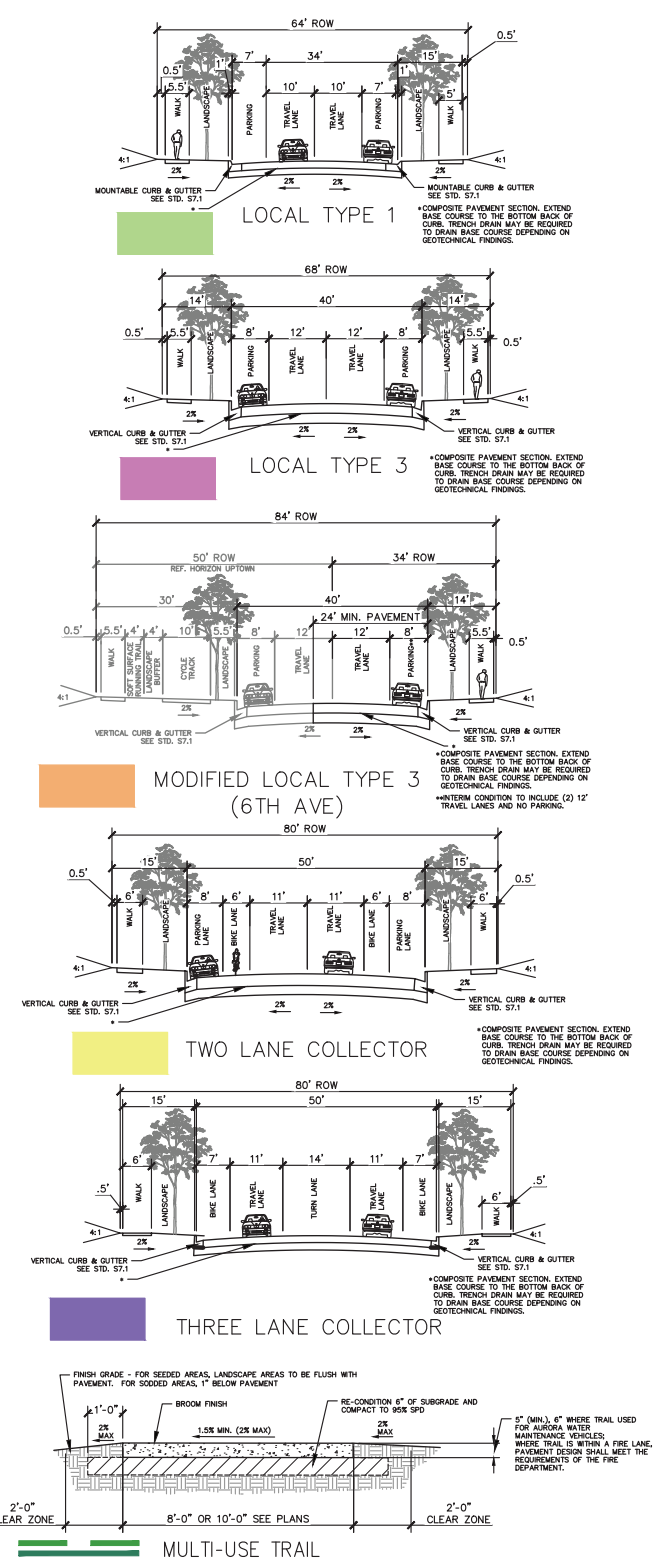 64' ROW
0.5'
7' 34' 15'
1'
0.5'
5.5' 10' 10' 7' 1' 5'
WALK
LANDSCAPE
PARKING
TRAVEL LANE
TRAVEL LANE
PARKING
LANDSCAPE
WALK
4:1 4:1
2% 2%
2% 2%
MOUNTABLE CURB & GUTTER
SEE STD. S7.1
*
MOUNTABLE CURB & GUTTER
SEE STD. S7.1
LOCAL TYPE 1
*COMPOSITE PAVEMENT SECTION. EXTEND
BASE COURSE TO THE BOTTOM BACK OF
CURB. TRENCH DRAIN MAY BE REQUIRED
TO DRAIN BASE COURSE DEPENDING ON
GEOTECHNICAL FINDINGS.
68' ROW
14' 40' 14'
0.5' 5.5' 8' 12' 12' 8' 5.5' 0.5'
WALK
LANDSCAPE
PARKING
TRAVEL LANE
TRAVEL LANE
PARKING
LANDSCAPE
WALK
4:1 4:1
2% 2%
2% 2%
VERTICAL CURB & GUTTER
SEE STD. S7.1
*
VERTICAL CURB & GUTTER
SEE STD. S7.1
LOCAL TYPE 3
*COMPOSITE PAVEMENT SECTION. EXTEND
BASE COURSE TO THE BOTTOM BACK OF
CURB. TRENCH DRAIN MAY BE REQUIRED
TO DRAIN BASE COURSE DEPENDING ON
GEOTECHNICAL FINDINGS.
84' ROW
50' ROW 34' ROW
REF. HORIZON UPTOWN
30' 40' 14'
24' MIN. PAVEMENT
0.5' 5.5' 4' 4' 10' 5.5' 8' 12' 12' 8' 5.5' 0.5'
WALK
SOFT SURFACE RUNNING TRAIL
LANDSCAPE BUFFER
CYCLE TRACK
LANDSCAPE
PARKING
TRAVEL LANE
TRAVEL LANE
PARKING**
LANDSCAPE
WALK
4:1 4:1
2% 2%
2% 2%
VERTICAL CURB & GUTTER
SEE STD. S7.1
VERTICAL CURB & GUTTER
SEE STD. S7.1
*
MODIFIED LOCAL TYPE 3
(6TH AVE)
*COMPOSITE PAVEMENT SECTION. EXTEND
BASE COURSE TO THE BOTTOM BACK OF
CURB. TRENCH DRAIN MAY BE REQUIRED
TO DRAIN BASE COURSE DEPENDING ON
GEOTECHNICAL FINDINGS.
**INTERIM CONDITION TO INCLUDE (2) 12'
TRAVEL LANES AND NO PARKING.
80' ROW
15' 50' 15'
0.5' 6' 8' 6' 11' 11' 6' 8' 6' 0.5'
WALK
LANDSCAPE
PARKING LANE
BIKE LANE
TRAVEL LANE
TRAVEL LANE
BIKE LANE
PARKING LANE
LANDSCAPE
WALK
4:1 4:1
2% 2%
2% 2%
VERTICAL CURB & GUTTER
SEE STD. S7.1
*
VERTICAL CURB & GUTTER
SEE STD. S7.1
TWO LANE COLLECTOR
*COMPOSITE PAVEMENT SECTION. EXTEND
BASE COURSE TO THE BOTTOM BACK OF
CURB. TRENCH DRAIN MAY BE REQUIRED
TO DRAIN BASE COURSE DEPENDING ON
GEOTECHNICAL FINDINGS.
80' ROW
15' 50' 15'
.5' 6' 7' 11' 14' 11' 7' 6' .5'
WALK
LANDSCAPE
BIKE LANE
TRAVEL LANE
TURN LANE
TRAVEL LANE
BIKE LANE
LANDSCAPE
WALK
4:1 4:1
2% 2%
VERTICAL CURB & GUTTER
SEE STD. S7.1
*
VERTICAL CURB & GUTTER
SEE STD. S7.1
THREE LANE COLLECTOR
*COMPOSITE PAVEMENT SECTION. EXTEND
BASE COURSE TO THE BOTTOM BACK OF
CURB. TRENCH DRAIN MAY BE REQUIRED
TO DRAIN BASE COURSE DEPENDING ON
GEOTECHNICAL FINDINGS.
FINISH GRADE - FOR SEEDED AREAS, LANDSCAPE AREAS TO BE FLUSH WITH
PAVEMENT. FOR SODDED AREAS, 1" BELOW PAVEMENT
1'-0"
BROOM FINISH
RE-CONDITION 6" OF SUBGRADE AND
COMPACT TO 95% SPD
2%
MAX
1.5% MIN. (2% MAX)
2%
MAX
5" (MIN.), 6" WHERE TRAIL USED
FOR AURORA WATER
MAINTENANCE VEHICLES;
WHERE TRAIL IS WITHIN A FIRE LANE,
PAVEMENT DESIGN SHALL MEET THE
REQUIREMENTS OF THE FIRE
DEPARTMENT.
2'-0"
LEAR ZONE
8'-0" OR 10'-0" SEE PLANS
2'-0"
CLEAR ZONE
MULTI-USE TRAIL